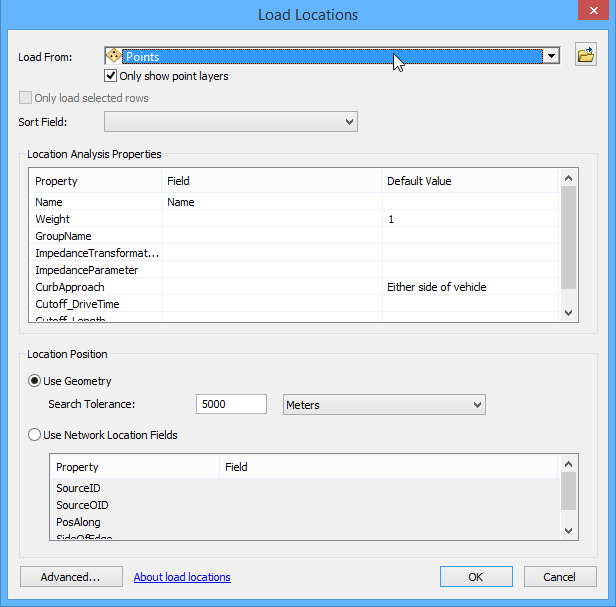 Load Locations
Load From: Points
Only show point layers
Only load selected rows
Sort Field:
Location Analysis Properties
Property Field Default Value
Name Name
Weight 1
GroupName
ImpedanceTransformat...
ImpedanceParameter
CurbApproach Either side of vehicle
Cutoff_DriveTime
Cutoff_Length
Location Position
Use Geometry
Search Tolerance: 5000 Meters
Use Network Location Fields
Property Field
SourceID
SourceOID
PosAlong
SideOfEdge
Advanced... About load locations OK Cancel